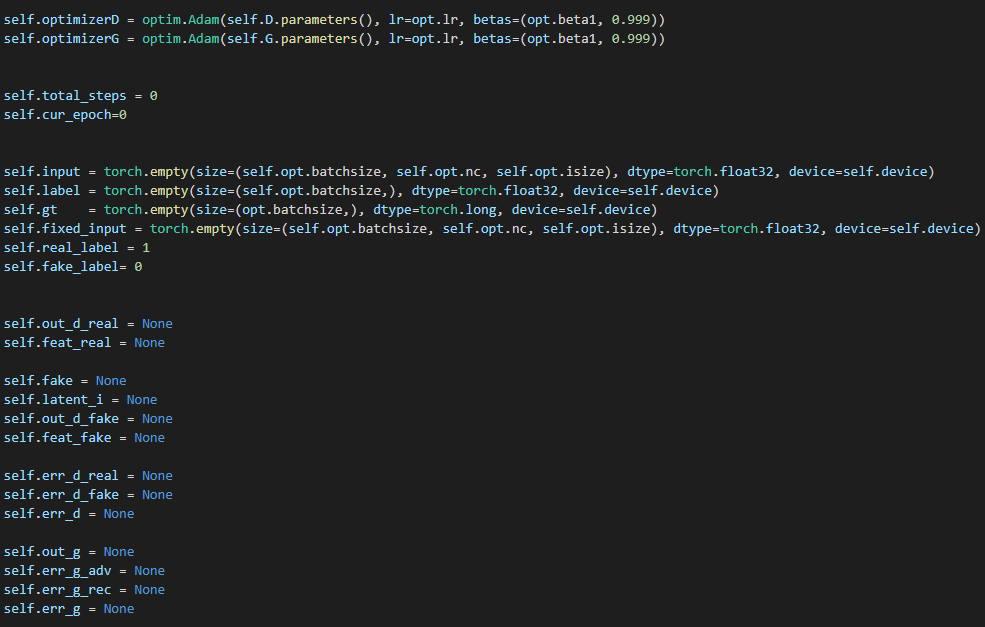 self.optimizerD = optim.Adam(self.D.parameters(), lr=opt.lr, betas=(opt.beta1, 0.999))
self.optimizerG = optim.Adam(self.G.parameters(), lr=opt.lr, betas=(opt.beta1, 0.999))
self.total_steps = 0
self.cur_epoch=0
self.input = torch.empty(size=(self.opt.batchsize, self.opt.nc, self.opt.isize), dtype=torch.float32, device=self.device)
self.label = torch.empty(size=(self.opt.batchsize,), dtype=torch.float32, device=self.device)
self.gt    = torch.empty(size=(opt.batchsize,), dtype=torch.long, device=self.device)
self.fixed_input = torch.empty(size=(self.opt.batchsize, self.opt.nc, self.opt.isize), dtype=torch.float32, device=self.device)
self.real_label = 1
self.fake_label= 0
self.out_d_real = None
self.feat_real = None
self.fake = None
self.latent_i = None
self.out_d_fake = None
self.feat_fake = None
self.err_d_real = None
self.err_d_fake = None
self.err_d = None
self.out_g = None
self.err_g_adv = None
self.err_g_rec = None
self.err_g = None